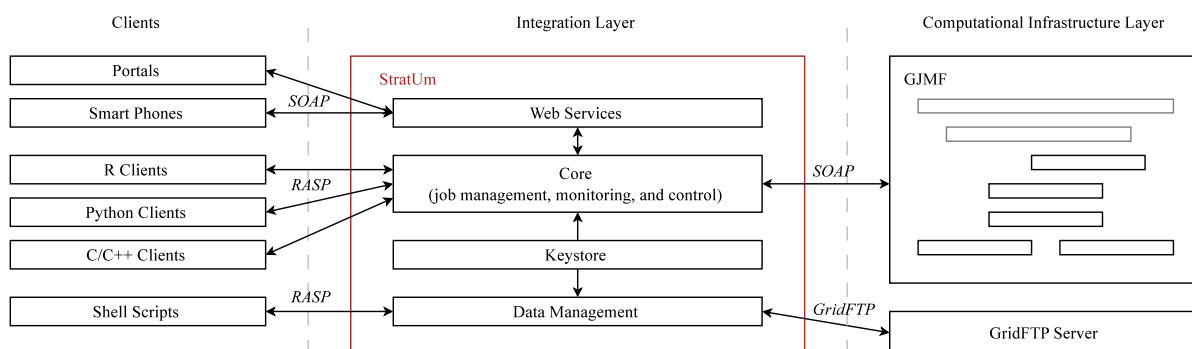 Clients
Integration Layer
Computational Infrastructure Layer
Portals
Smart Phones
R Clients
Python Clients
C/C++ Clients
Shell Scripts
SOAP
RASP
RASP
StratUm
Web Services
Core
(job management, monitoring, and control)
Keystore
Data Management
SOAP
GridFTP
GJMF
GridFTP Server